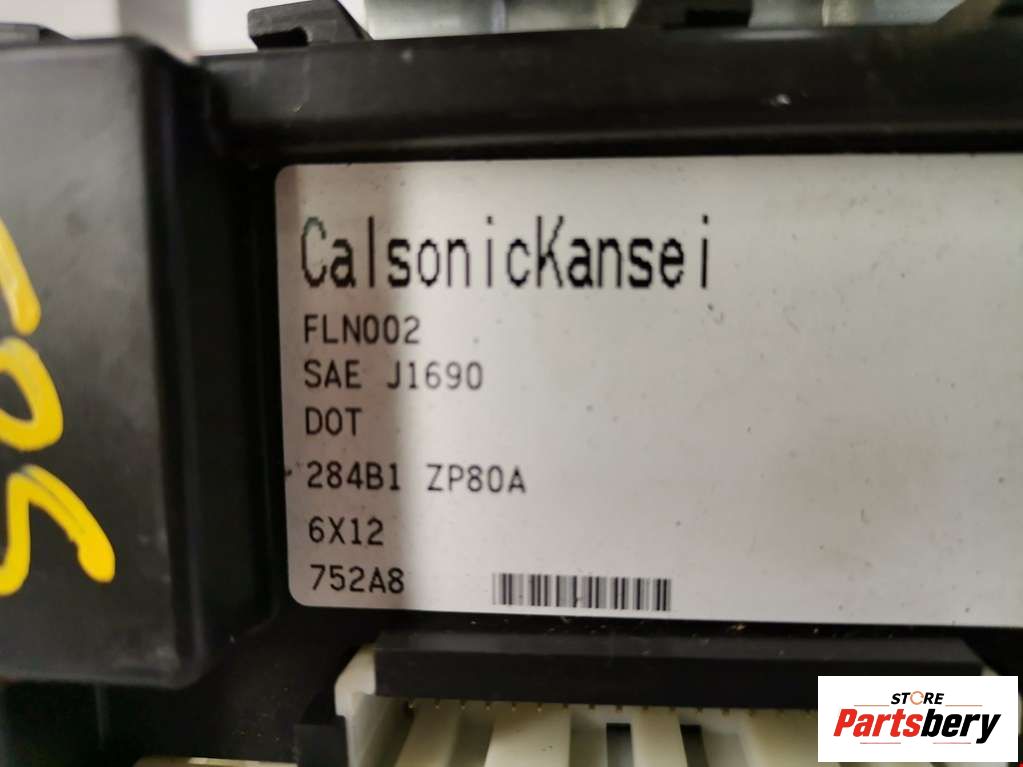 CalsonicKansei
FLN002
SAE J1690
DOT
284B1 ZP80A
6X12
752A8
STORE
Partsbery